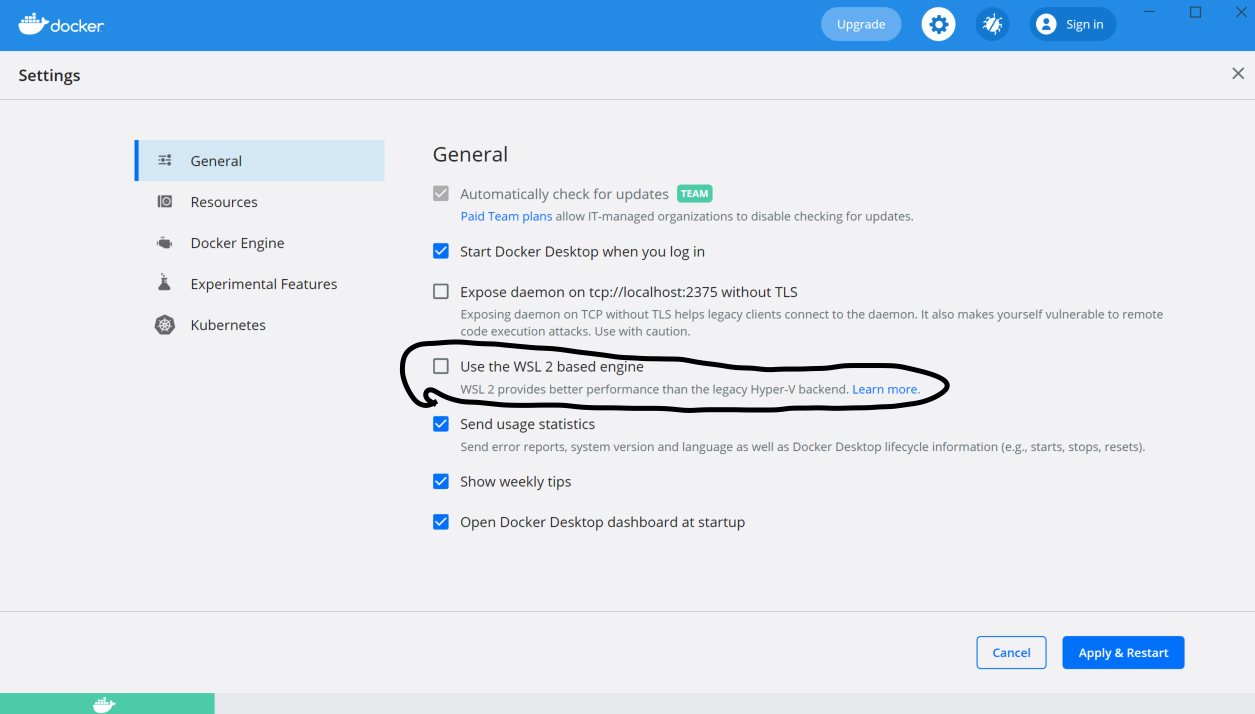 docker
Upgrade
Sign in
Settings
General
Resources
Docker Engine
Experimental Features
Kubernetes
General
Automatically check for updates TEAM
Paid Team plans allow IT-managed organizations to disable checking for updates.
Start Docker Desktop when you log in
Expose daemon on tcp://localhost:2375 without TLS
Exposing daemon on TCP without TLS helps legacy clients connect to the daemon. It also makes yourself vulnerable to remote
code execution attacks. Use with caution.
Use the WSL 2 based engine
WSL 2 provides better performance than the legacy Hyper-V backend. Learn more.
Send usage statistics
Send error reports, system version and language as well as Docker Desktop lifecycle information (e.g., starts, stops, resets).
Show weekly tips
Open Docker Desktop dashboard at startup
Cancel
Apply & Restart